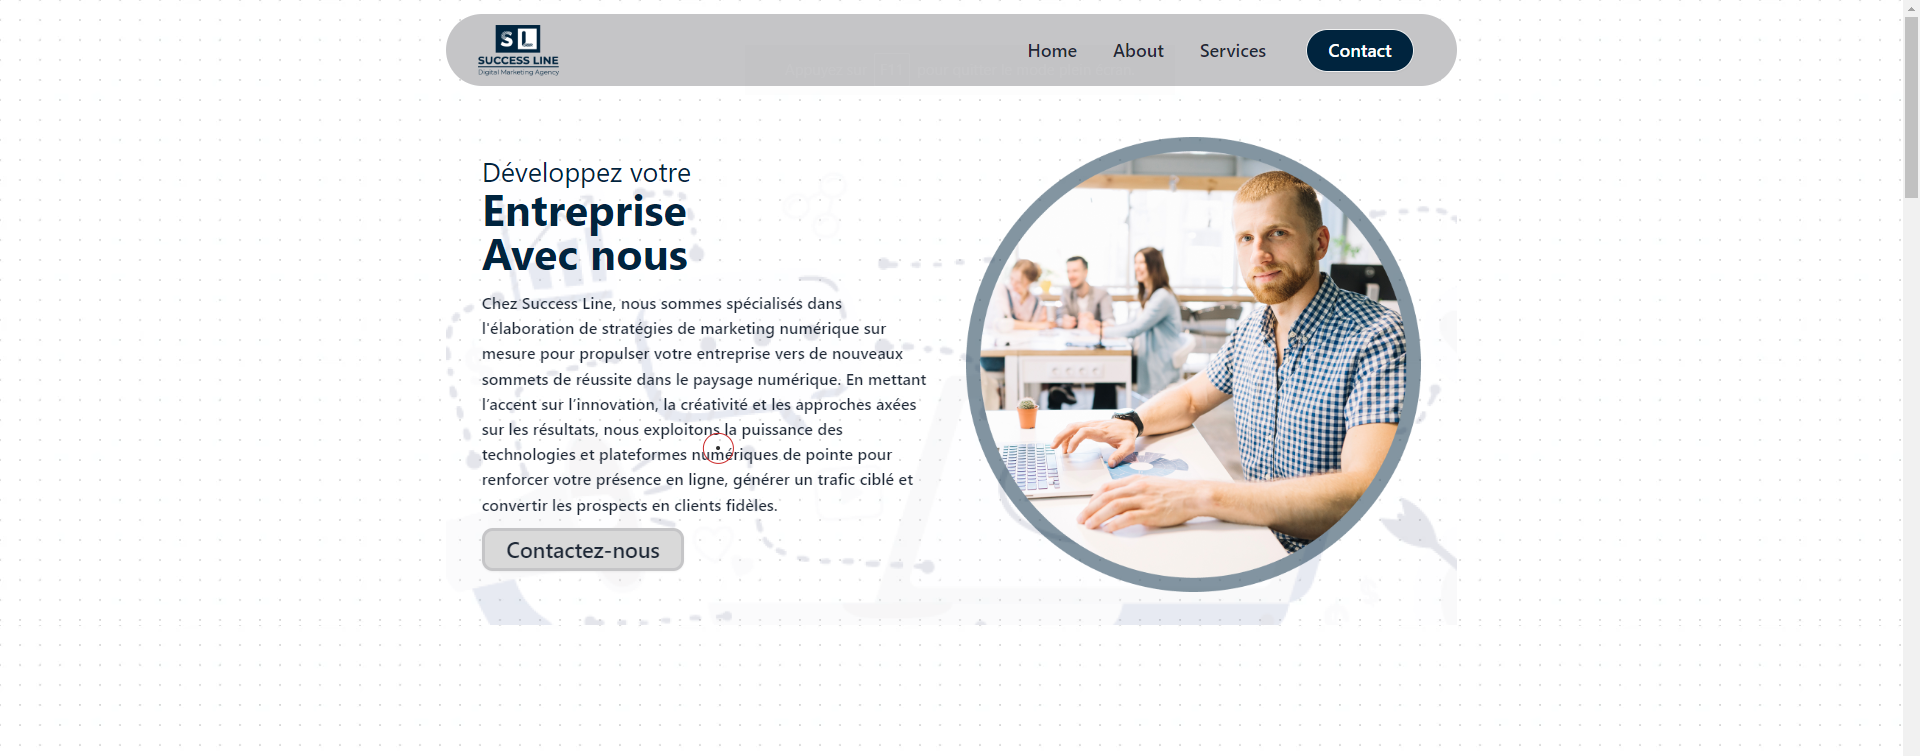 SL
SUCCESS LINE
Digital Marketing Agency
Home
About
Services
Contact
Développez votre
Entreprise
Avec nous
Chez Success Line, nous sommes spécialisés dans
l'élaboration de stratégies de marketing numérique sur
mesure pour propulser votre entreprise vers de nouveaux
sommets de réussite dans le paysage numérique. En mettant
l’accent sur l’innovation, la créativité et les approches axées
sur les résultats, nous exploitons la puissance des
technologies et plateformes numériques de pointe pour
renforcer votre présence en ligne, générer un trafic ciblé et
convertir les prospects en clients fidèles.
Contactez-nous